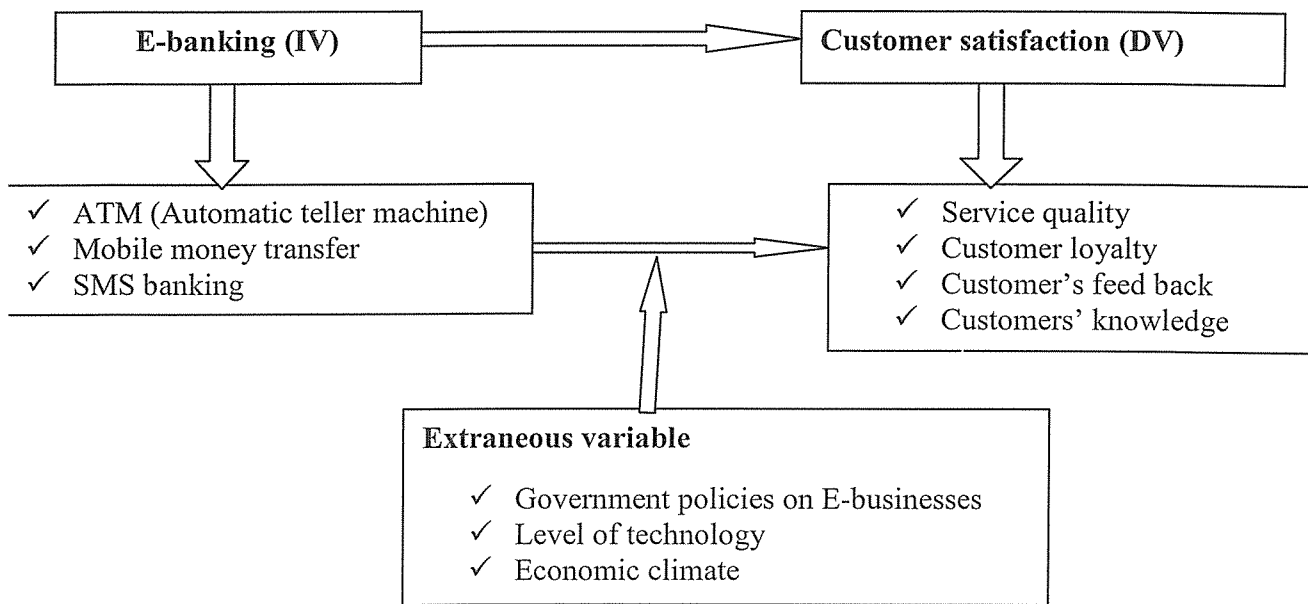 E-banking (IV)
Customer satisfaction (DV)
✓ ATM (Automatic teller machine)
✓ Mobile money transfer
✓ SMS banking
✓ Service quality
✓ Customer loyalty
✓ Customer’s feed back
✓ Customers’ knowledge
Extraneous variable
✓ Government policies on E-businesses
✓ Level of technology
✓ Economic climate